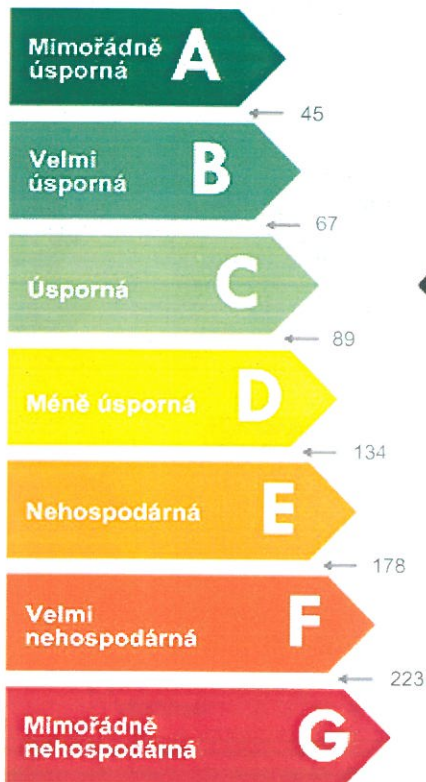 Mimořádně
úsporná
A
45
Velmi
úsporná
B
67
Úsporná
C
89
Méně úsporná
D
134
Nehospodárná
E
178
Velmi
nehospodárná
F
223
Mimořádně
nehospodárná
G